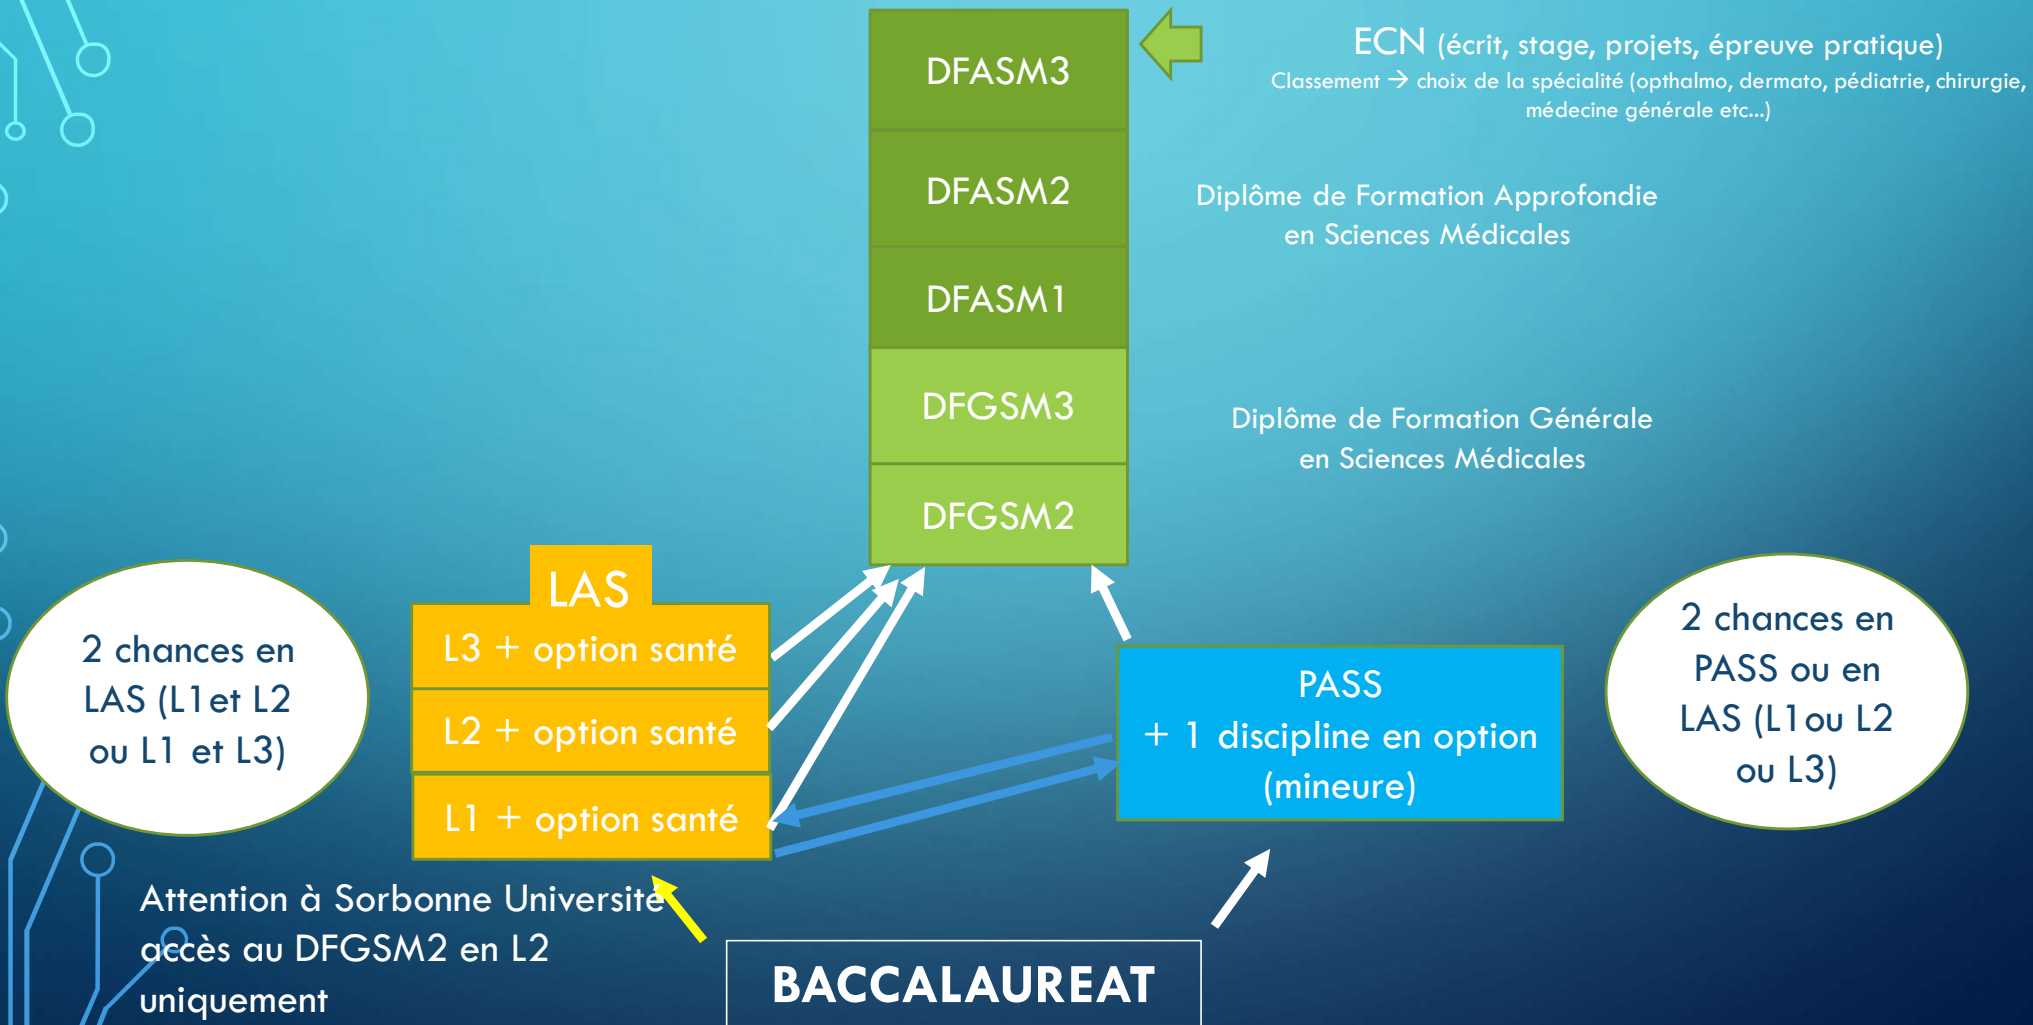 DFASM3
ECN (écrit, stage, projets, épreuve pratique)
Classement → choix de la spécialité (opthalmo, dermato, pédiatrie, chirurgie,
médecine générale etc...)
DFASM2
Diplôme de Formation Approfondie
en Sciences Médicales
DFASM1
DFGSM3
Diplôme de Formation Générale
en Sciences Médicales
DFGSM2
2 chances en
LAS (L1et L2
ou L1 et L3)
LAS
L3 + option santé
L2 + option santé
L1 + option santé
PASS
+ 1 discipline en option
(mineure)
2 chances en
PASS ou en
LAS (L1ou L2
ou L3)
Attention à Sorbonne Université
accès au DFGSM2 en L2
uniquement
BACCALAUREAT